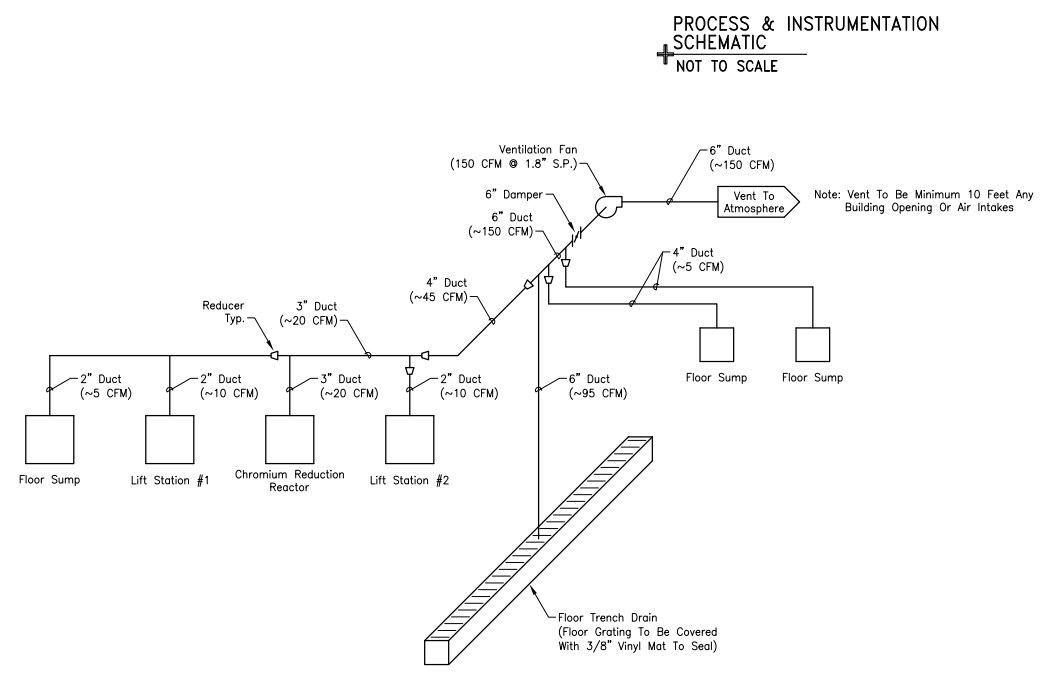 PROCESS & INSTRUMENTATION
SCHEMATIC
NOT TO SCALE
Ventilation Fan
(150 CFM @ 1.8" S.P.)
6" Duct
(~150 CFM)
6" Damper
Vent To
Atmosphere
Note: Vent To Be Minimum 10 Feet Any
Building Opening Or Air Intakes
6" Duct
(~150 CFM)
4" Duct
(~5 CFM)
4" Duct
(~45 CFM)
Reducer
Typ.
3" Duct
(~20 CFM)
2" Duct
(~5 CFM)
2" Duct
(~10 CFM)
3" Duct
(~20 CFM)
2" Duct
(~10 CFM)
6" Duct
(~95 CFM)
Floor Sump
Floor Sump
Floor Sump
Lift Station #1
Chromium Reduction
Reactor
Lift Station #2
Floor Trench Drain
(Floor Grating To Be Covered
With 3/8" Vinyl Mat To Seal)